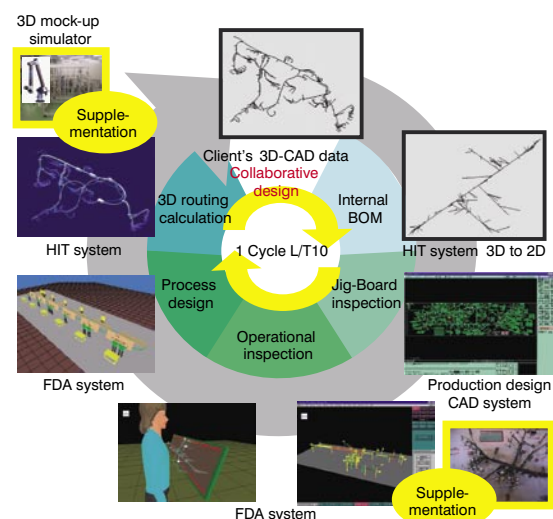 3D mock-up
simulator
Supple-
mentation
Client's 3D-CAD data
Collaborative
design
3D routing
calculation
Internal
BOM
HIT system
HIT system 3D to 2D
1 Cycle L/T10
Process
design
Jig-Board
inspection
Operational
inspection
FDA system
Production design
CAD system
FDA system
Supple-
mentation